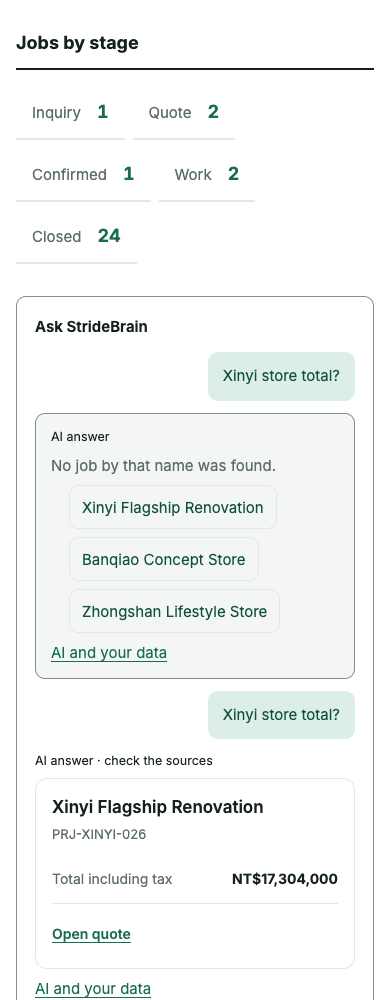 Jobs by stage
Inquiry 1 Quote 2
Confirmed 1 Work 2
Closed 24
Ask StrideBrain
Xinyi store total?
AI answer
No job by that name was found.
Xinyi Flagship Renovation
Banqiao Concept Store
Zhongshan Lifestyle Store
AI and your data
Xinyi store total?
AI answer · check the sources
Xinyi Flagship Renovation
PRJ-XINYI-026
Total including tax NT$17,304,000
Open quote
AI and your data